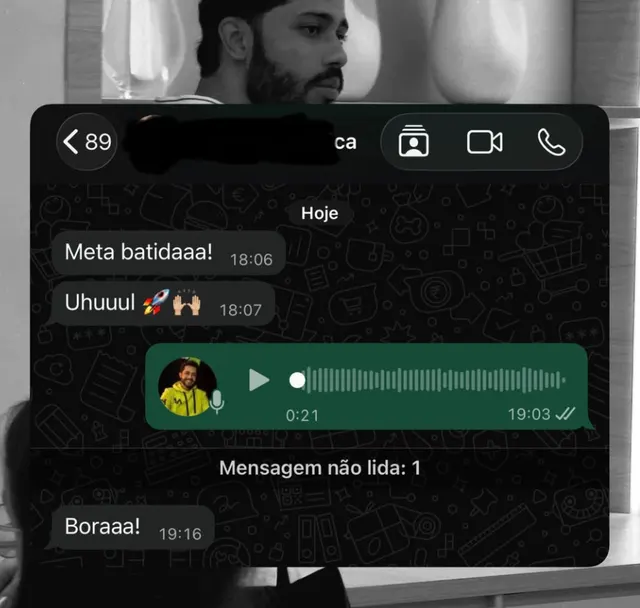 89
ca
Hoje
Meta batidaaa! 18:06
Uhuuul 🚀🙌🏼 18:07
0:21 19:03
Mensagem não lida: 1
Boraaa! 19:16